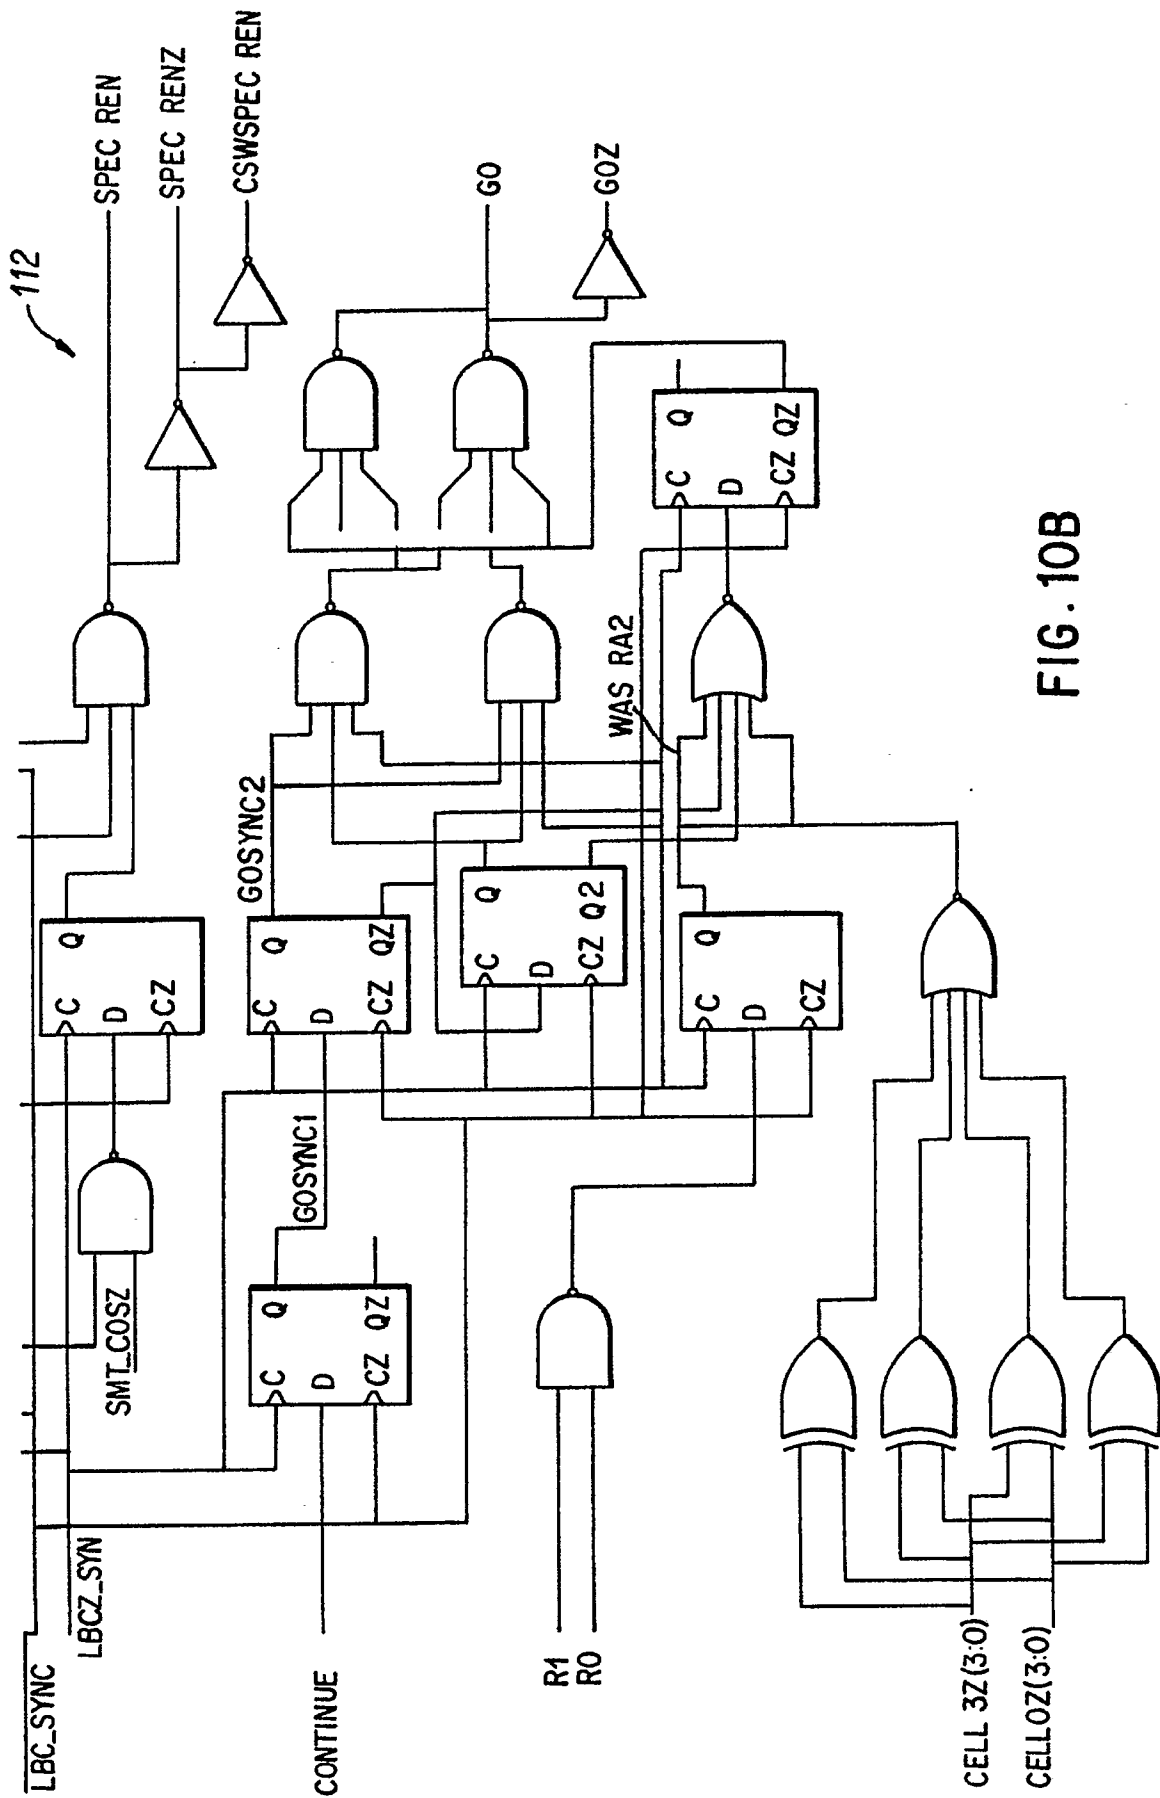 112
SPEC REN
SPEC RENZ
CSWSPEC REN
GO
GOZ
LBC_SYNC
LBCZ_SYN
SMT_COSZ
C
D
CZ
Q
CONTINUE
C
D
CZ
Q
QZ
GOSYNC1
C
D
CZ
Q
QZ
GOSYNC2
C
D
CZ
Q
Q2
R1
R0
C
D
CZ
Q
WAS RA2
C
D
CZ
Q
QZ
CELL 3Z(3:0)
CELL0Z(3:0)
FIG. 10B